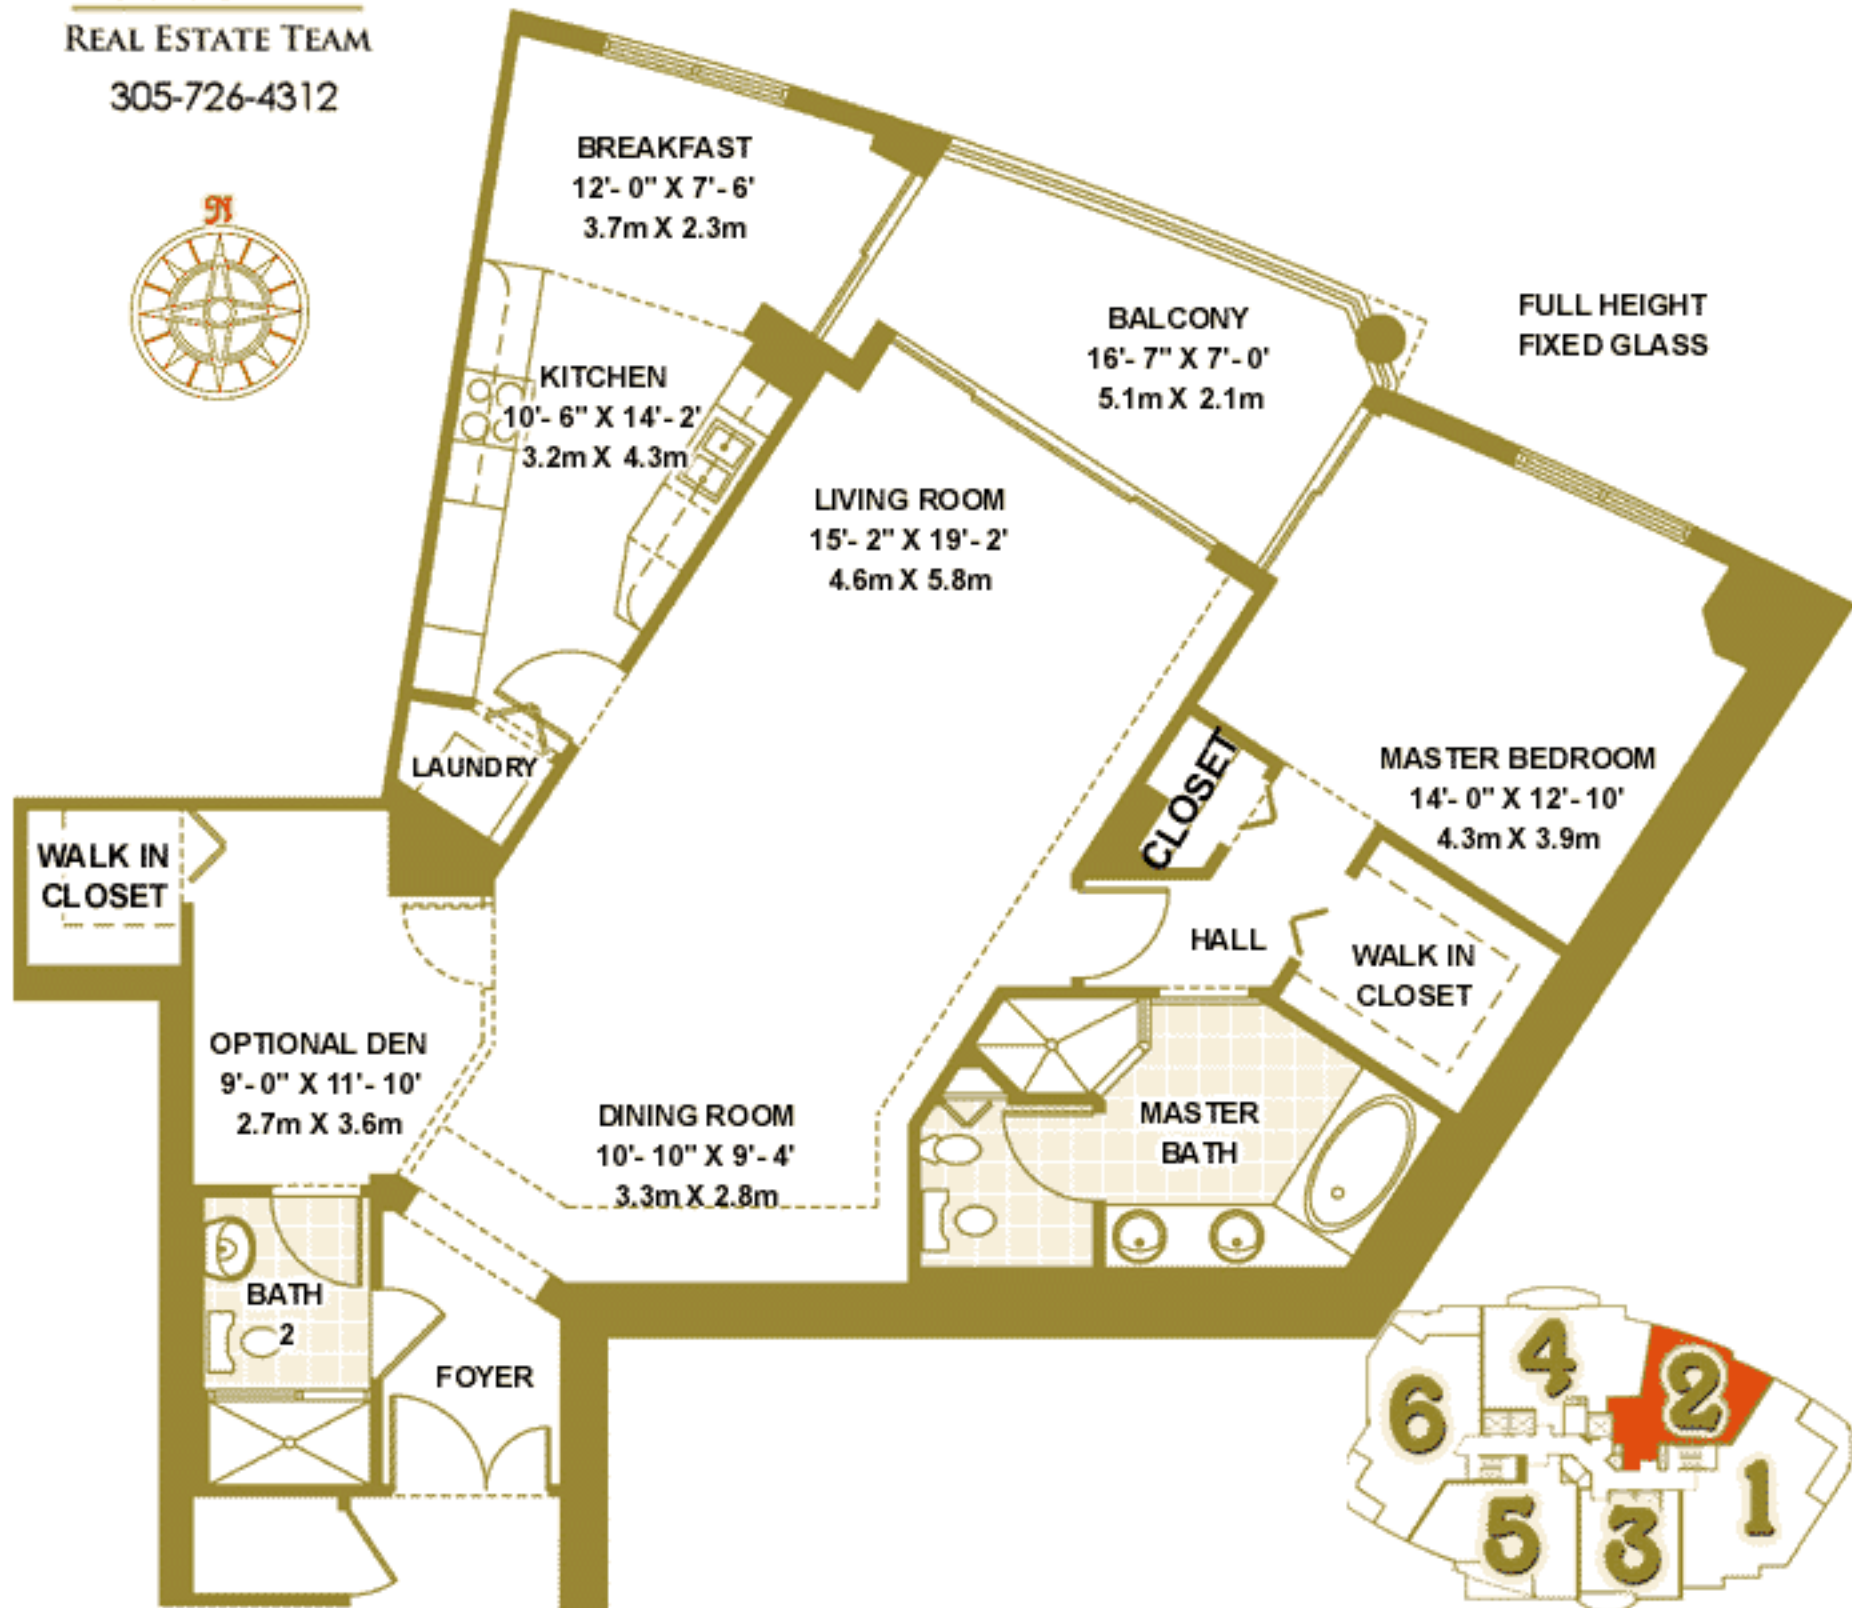 REAL ESTATE TEAM
305-726-4312
N
BREAKFAST
12'- 0" X 7'- 6'
3.7m X 2.3m
BALCONY
16'- 7" X 7'- 0'
5.1m X 2.1m
FULL HEIGHT
FIXED GLASS
KITCHEN
10'- 6" X 14'- 2'
3.2m X 4.3m
LIVING ROOM
15'- 2" X 19'- 2'
4.6m X 5.8m
LAUNDRY
CLOSET
MASTER BEDROOM
14'- 0" X 12'- 10'
4.3m X 3.9m
WALK IN
CLOSET
HALL
WALK IN
CLOSET
OPTIONAL DEN
9'- 0" X 11'- 10'
2.7m X 3.6m
DINING ROOM
10'- 10" X 9'- 4'
3.3m X 2.8m
MASTER
BATH
BATH
2
FOYER
4
2
6
1
5
3